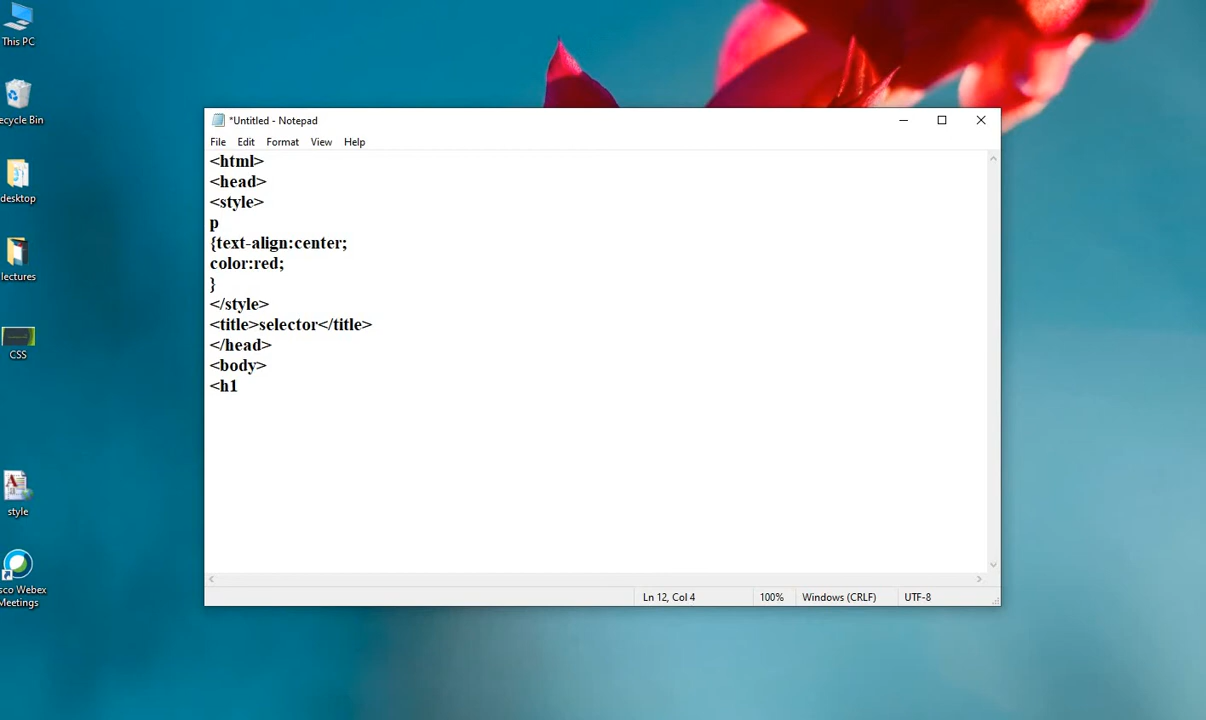 This PC
ecycle Bin
desktop
lectures
CSS
style
sco Webex
Meetings
*Untitled - Notepad
File Edit Format View Help
<html>
<head>
<style>
p
{text-align:center;
color:red;
}
</style>
<title>selector</title>
</head>
<body>
<h1
Ln 12, Col 4 100% Windows (CRLF) UTF-8